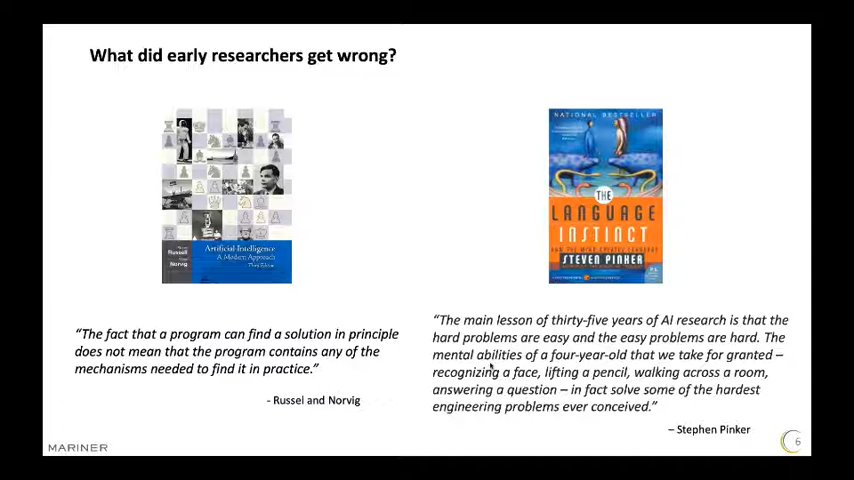 What did early researchers get wrong?
Russell
Norvig
Artificial Intelligence
A Modern Approach
Third Edition
NATIONAL BESTSELLER
THE
LANGUAGE
INSTINCT
STEVEN PINKER
“The fact that a program can find a solution in principle
does not mean that the program contains any of the
mechanisms needed to find it in practice.”
- Russel and Norvig
“The main lesson of thirty-five years of AI research is that the
hard problems are easy and the easy problems are hard. The
mental abilities of a four-year-old that we take for granted –
recognizing a face, lifting a pencil, walking across a room,
answering a question – in fact solve some of the hardest
engineering problems ever conceived.”
– Stephen Pinker
MARINER
6